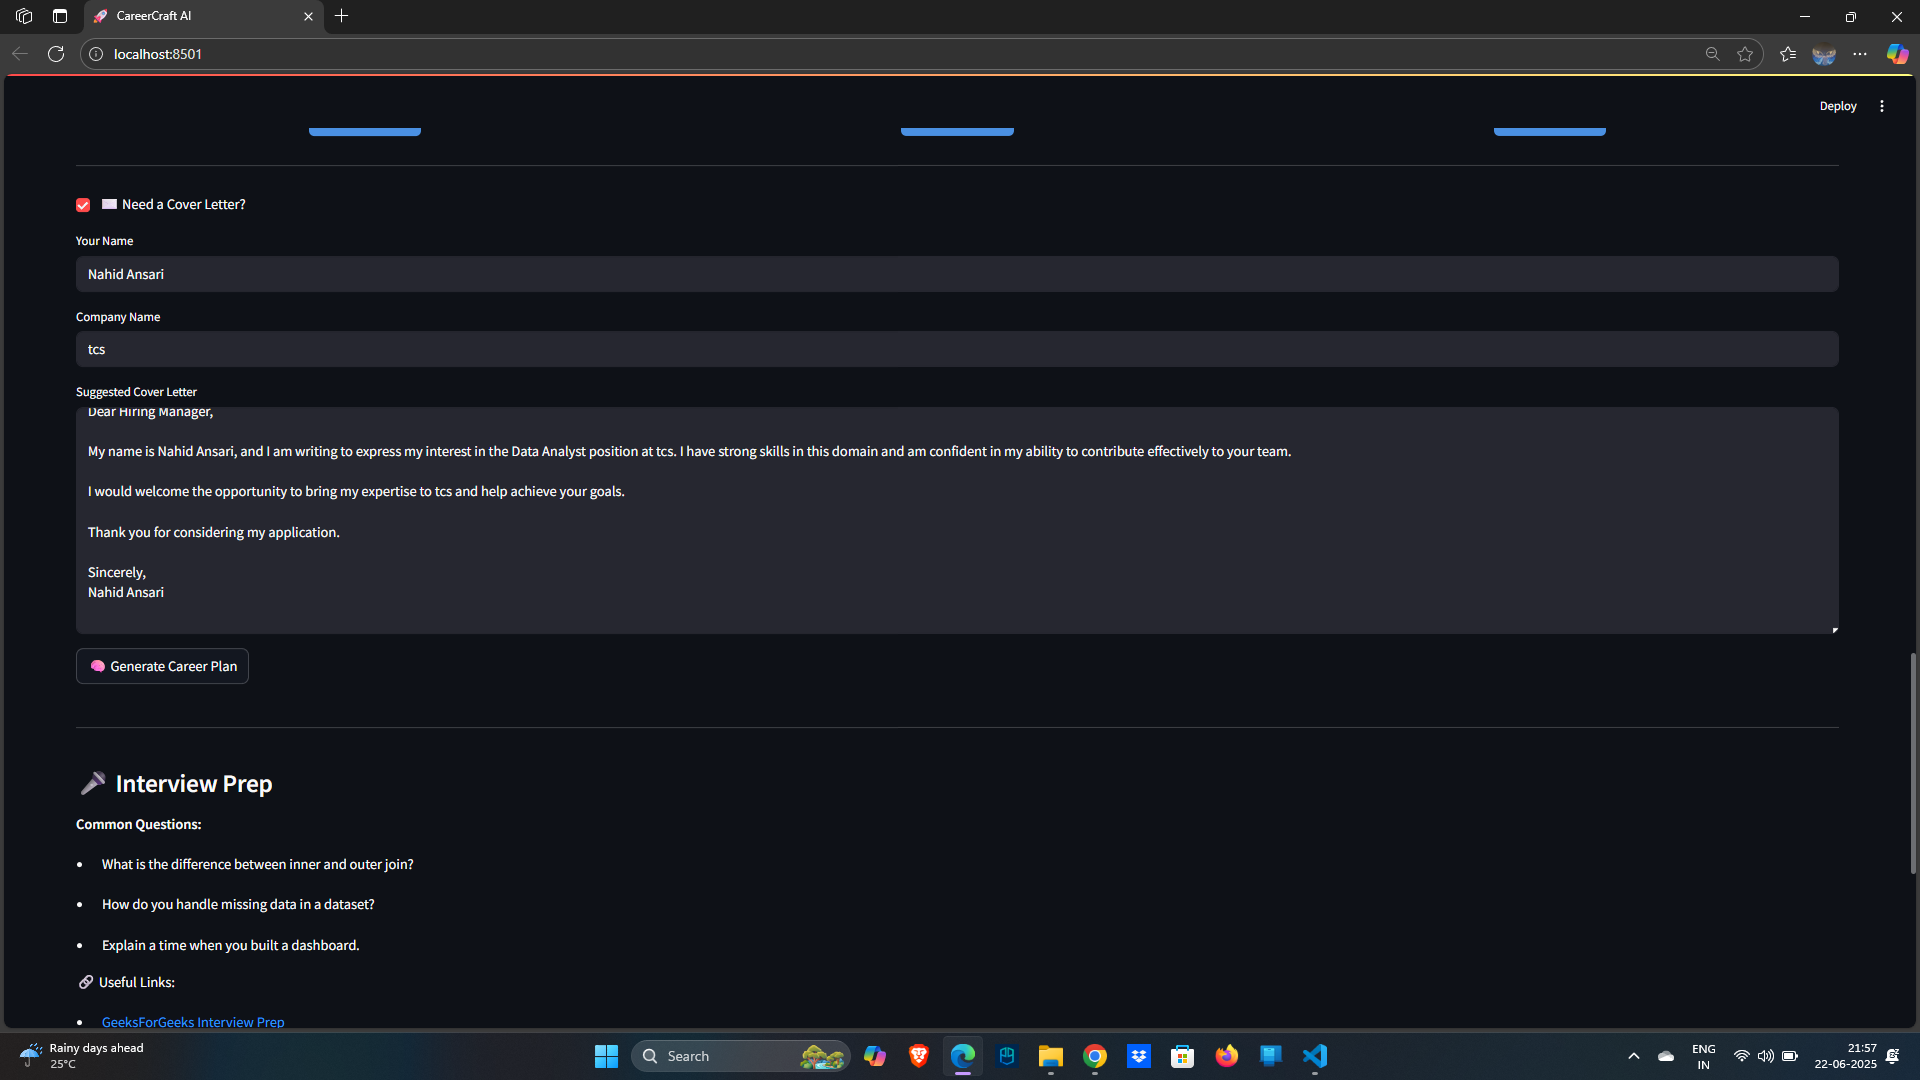 CareerCraft AI
localhost:8501
Deploy
Need a Cover Letter?
Your Name
Nahid Ansari
Company Name
tcs
Suggested Cover Letter
Dear Hiring Manager,
My name is Nahid Ansari, and I am writing to express my interest in the Data Analyst position at tcs. I have strong skills in this domain and am confident in my ability to contribute effectively to your team.
I would welcome the opportunity to bring my expertise to tcs and help achieve your goals.
Thank you for considering my application.
Sincerely,
Nahid Ansari
Generate Career Plan
Interview Prep
Common Questions:
What is the difference between inner and outer join?
How do you handle missing data in a dataset?
Explain a time when you built a dashboard.
Useful Links:
GeeksForGeeks Interview Prep
Rainy days ahead
25°C
Search
ENG
IN
21:57
22-06-2025